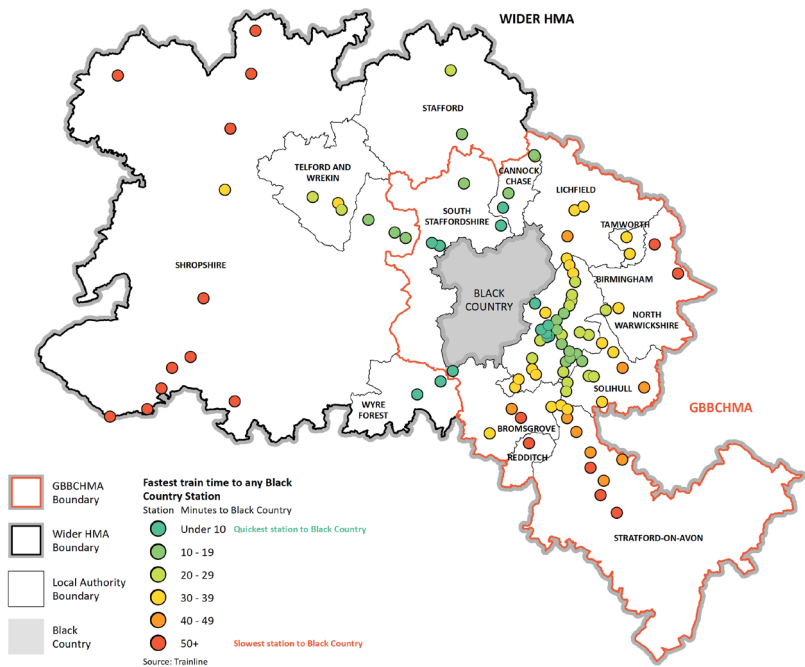 WIDER HMA
STAFFORD
TELFORD AND
WREKIN
CANNOCK
CHASE
LICHFIELD
SOUTH
STAFFORDSHIRE
TAMWORTH
SHROPSHIRE
BIRMINGHAM
BLACK
COUNTRY
NORTH
WARWICKSHIRE
SOLIHULL
WYRE
FOREST
GBBCHMA
BROMSGROVE
REDDITCH
STRATFORD-ON-AVON
GBBCHMA
Boundary
Wider HMA
Boundary
Local Authority
Boundary
Black
Country
Fastest train time to any Black
Country Station
Station Minutes to Black Country
Under 10 Quickest station to Black Country
10 - 19
20 - 29
30 - 39
40 - 49
50+ Slowest station to Black Country
Source: Trainline